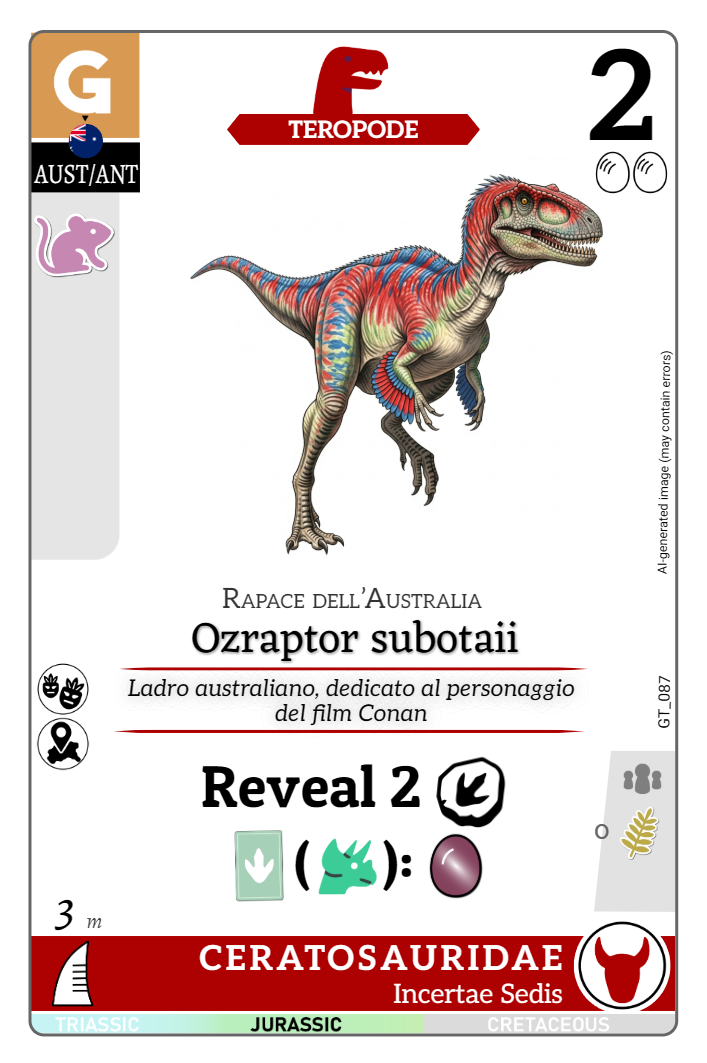 G
AUST/ANT
TEROPODE
2
AI-generated image (may contain errors)
Rapace dell'Australia
Ozraptor subotaii
Ladro australiano, dedicato al personaggio
del film Conan
GT_087
Reveal 2
( ):
o
3 m
CERATOSAURIDAE
Incertae Sedis
TRIASSIC JURASSIC CRETACEOUS